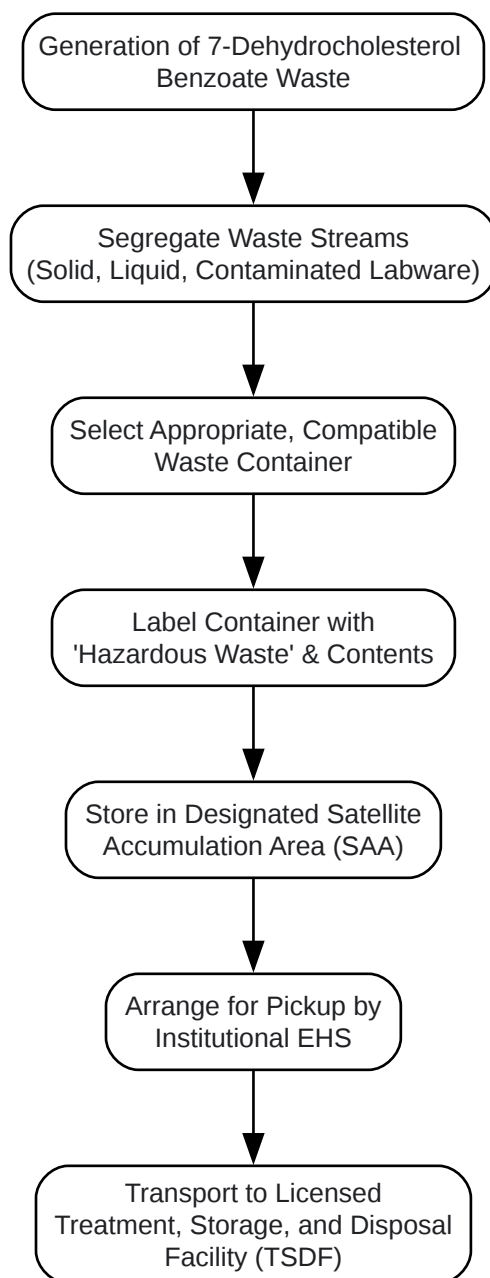 Generation of 7-Dehydrocholesterol
Benzoate Waste
Segregate Waste Streams
(Solid, Liquid, Contaminated Labware)
Select Appropriate, Compatible
Waste Container
Label Container with
'Hazardous Waste' & Contents
Store in Designated Satellite
Accumulation Area (SAA)
Arrange for Pickup by
Institutional EHS
Transport to Licensed
Treatment, Storage, and Disposal
Facility (TSDF)